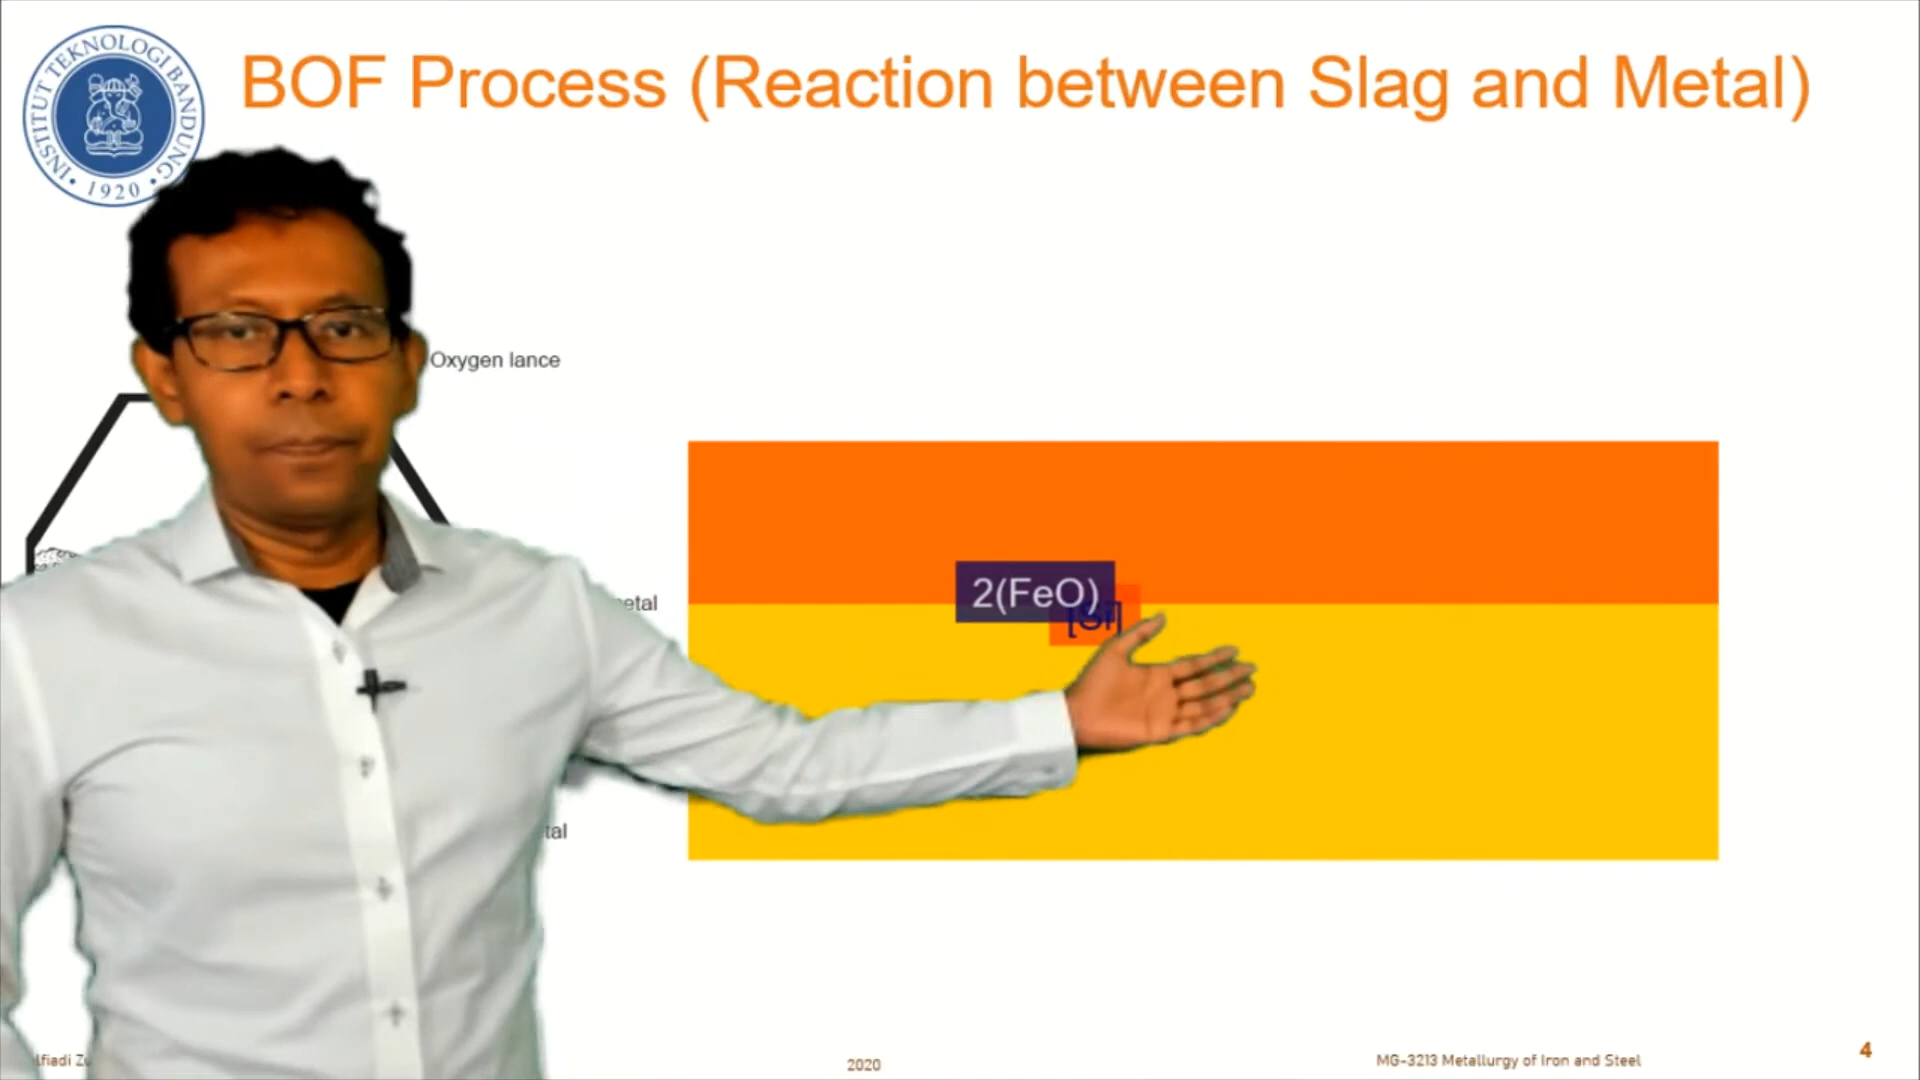 INSTITUT TEKNOLOGI BANDUNG
• 1920 •
BOF Process (Reaction between Slag and Metal)
Oxygen lance
2(FeO)
[Si]
2020
MG-3213 Metallurgy of Iron and Steel
4